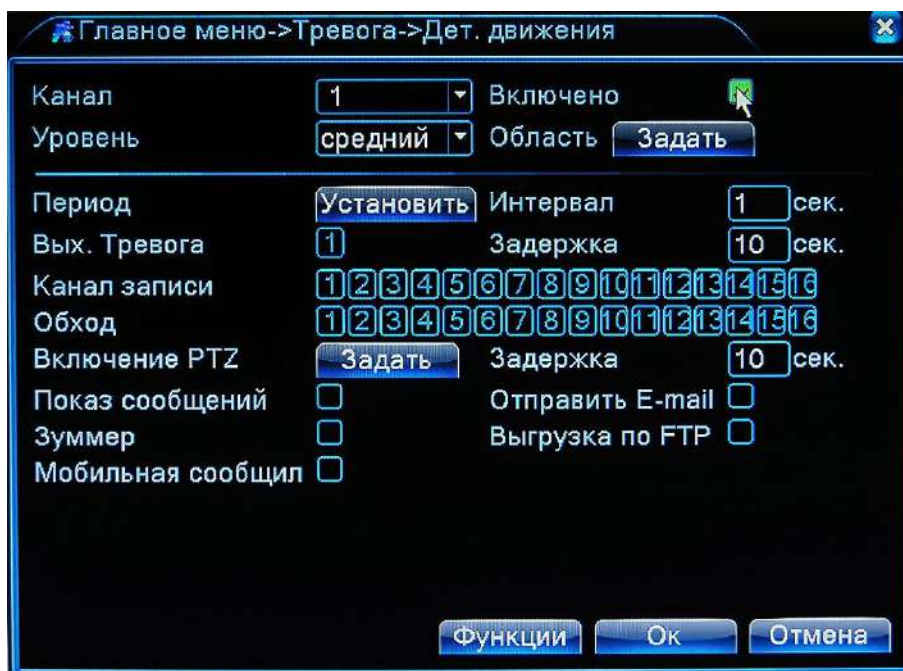 Главное меню->Тревога->Дет. движения
Канал 1 Включено
Уровень средний Область Задать
Период Установить Интервал 1 сек.
Вых. Тревога 1 Задержка 10 сек.
Канал записи 1 2 3 4 5 6 7 8 9 10 11 12 13 14 15 16
Обход 1 2 3 4 5 6 7 8 9 10 11 12 13 14 15 16
Включение PTZ Задать Задержка 10 сек.
Показ сообщений Отправить E-mail
Зуммер Выгрузка по FTP
Мобильная сообщил
Функции Ок Отмена